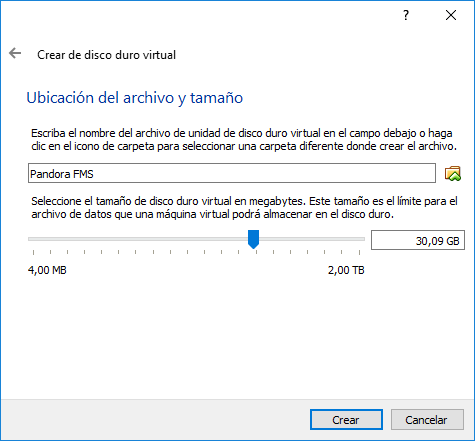 ?
Crear de disco duro virtual
Ubicación del archivo y tamaño
Escriba el nombre del archivo de unidad de disco duro virtual en el campo debajo o haga
clic en el icono de carpeta para seleccionar una carpeta diferente donde crear el archivo.
Pandora FMS
Seleccione el tamaño de disco duro virtual en megabytes. Este tamaño es el límite para el
archivo de datos que una máquina virtual podrá almacenar en el disco duro.
30,09 GB
4,00 MB 2,00 TB
Crear Cancelar